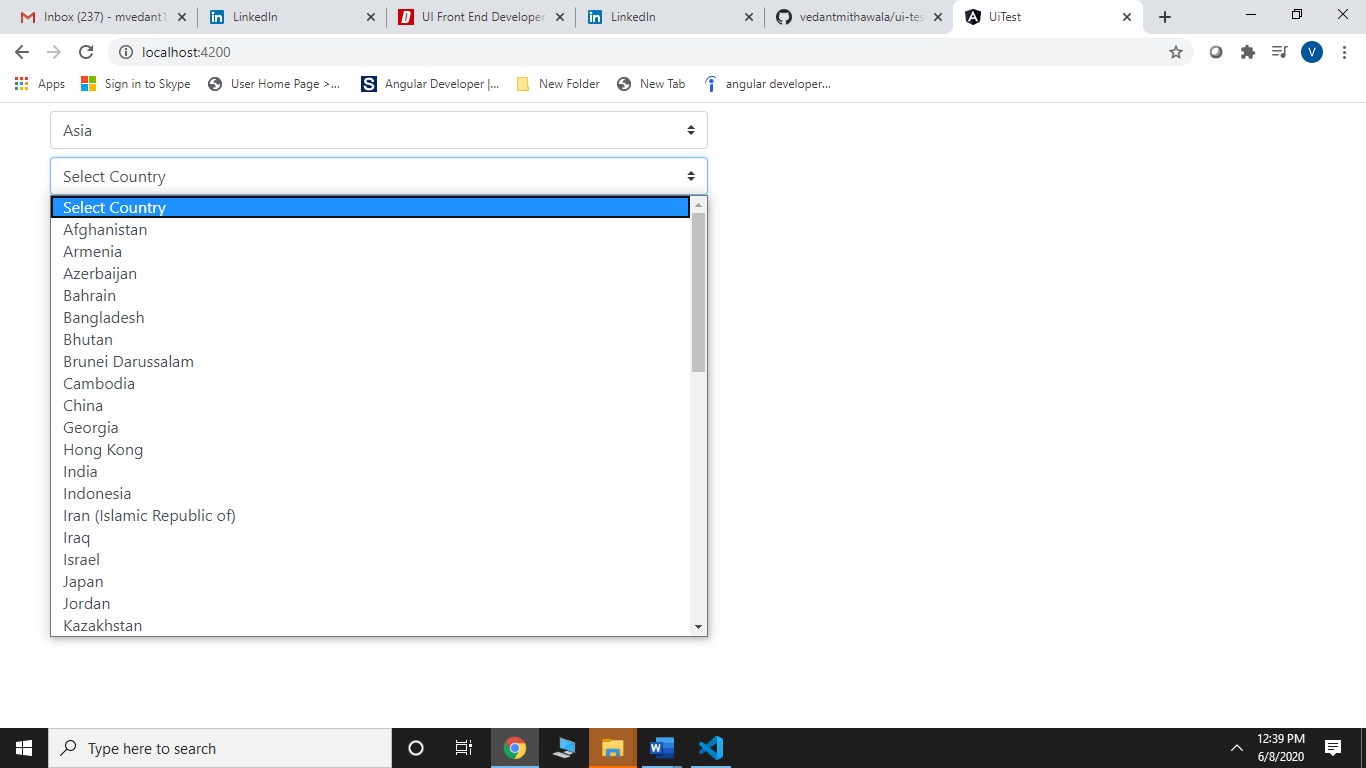 Inbox (237) - mvedant1
LinkedIn
UI Front End Developer
LinkedIn
vedantmithawala/ui-tes
UiTest
localhost:4200
V
Apps
Sign in to Skype
User Home Page >...
S
Angular Developer |...
New Folder
New Tab
angular developer...
Asia
Select Country
Select Country
Afghanistan
Armenia
Azerbaijan
Bahrain
Bangladesh
Bhutan
Brunei Darussalam
Cambodia
China
Georgia
Hong Kong
India
Indonesia
Iran (Islamic Republic of)
Iraq
Israel
Japan
Jordan
Kazakhstan
Type here to search
12:39 PM
6/8/2020